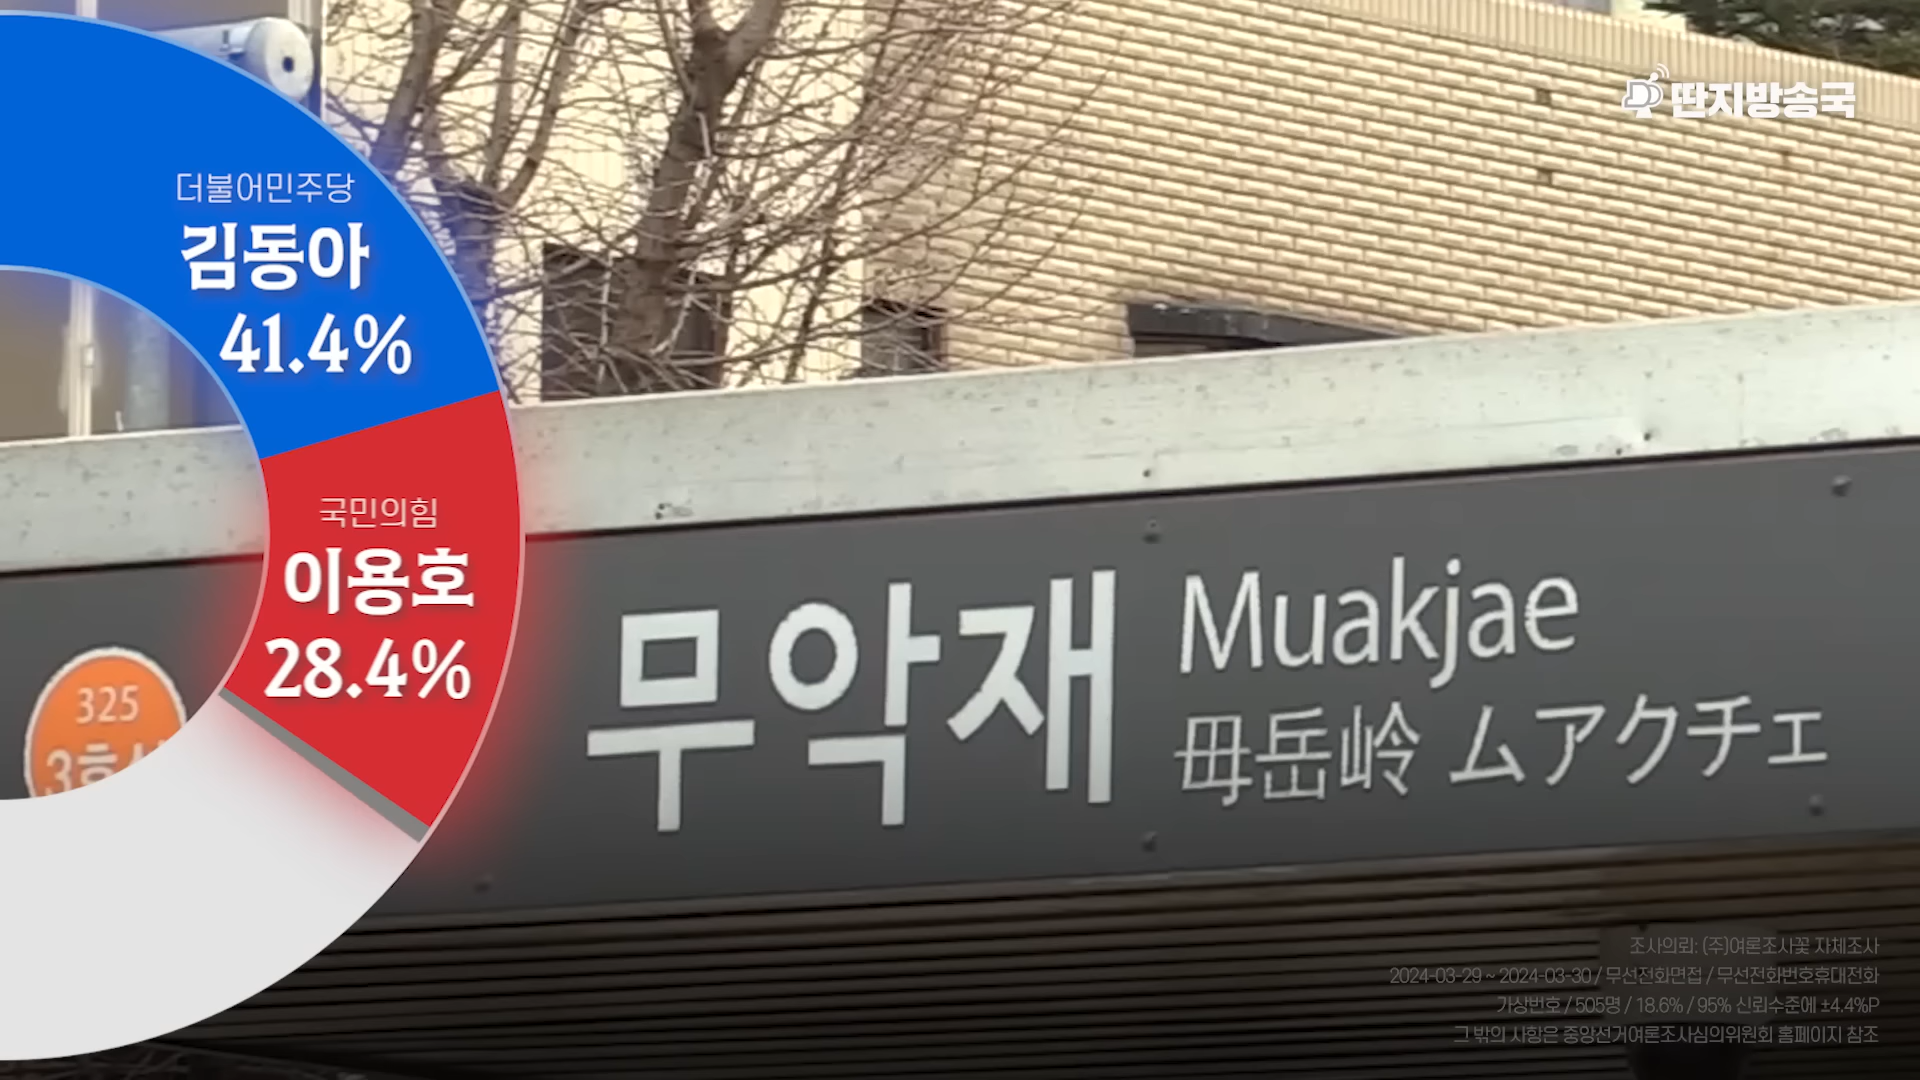 딴지방송국
더불어민주당
김동아
41.4%
국민의힘
이용호
28.4%
325
무악재
Muakjae
毋岳岭 ムアクチェ
조사의뢰: (주)여론조사꽃 자체조사
2024-03-29 ~ 2024-03-30 / 무선전화면접 / 무선전화번호휴대전화
가상번호 / 505명 / 18.6% / 95% 신뢰수준에 ±4.4%P
그 밖의 사항은 중앙선거여론조사심의위원회 홈페이지 참조